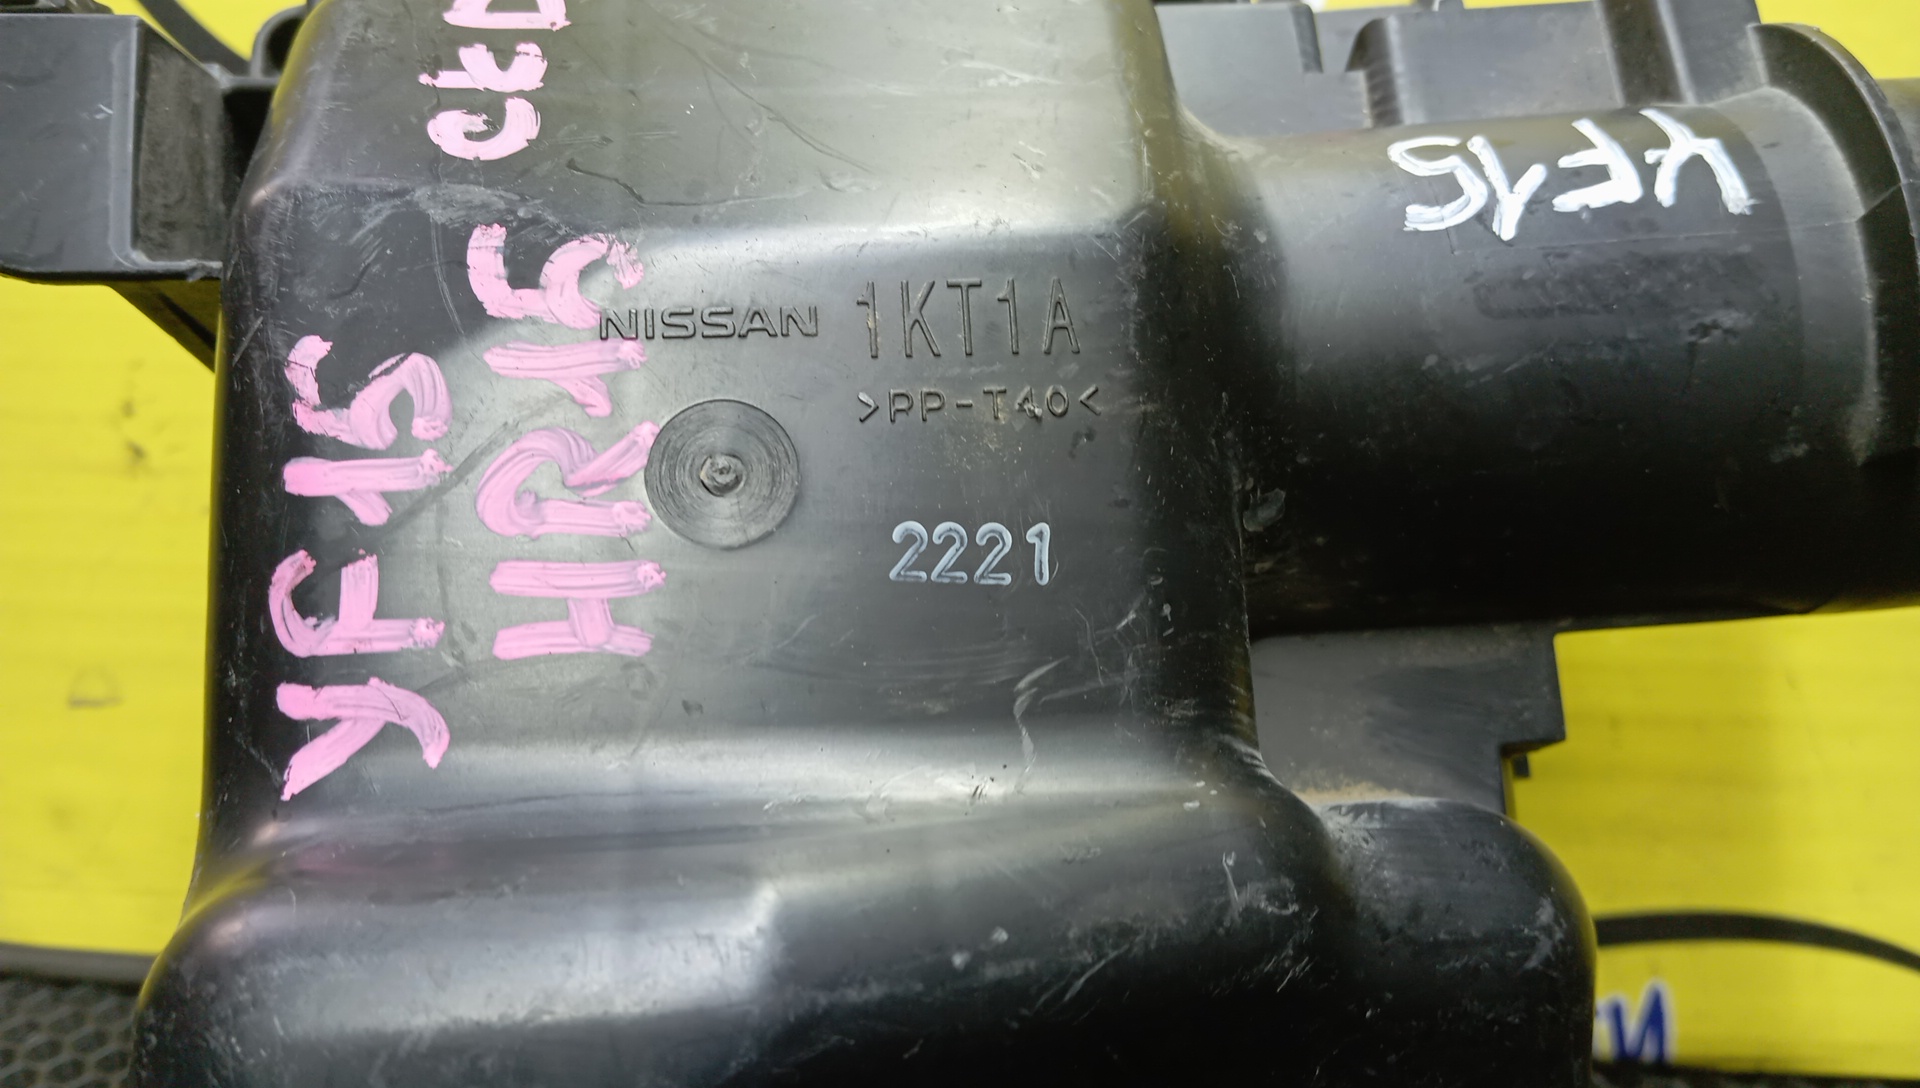 NISSAN 1KT1A
>PP-T40<
2221
YF15
HR15
YF15